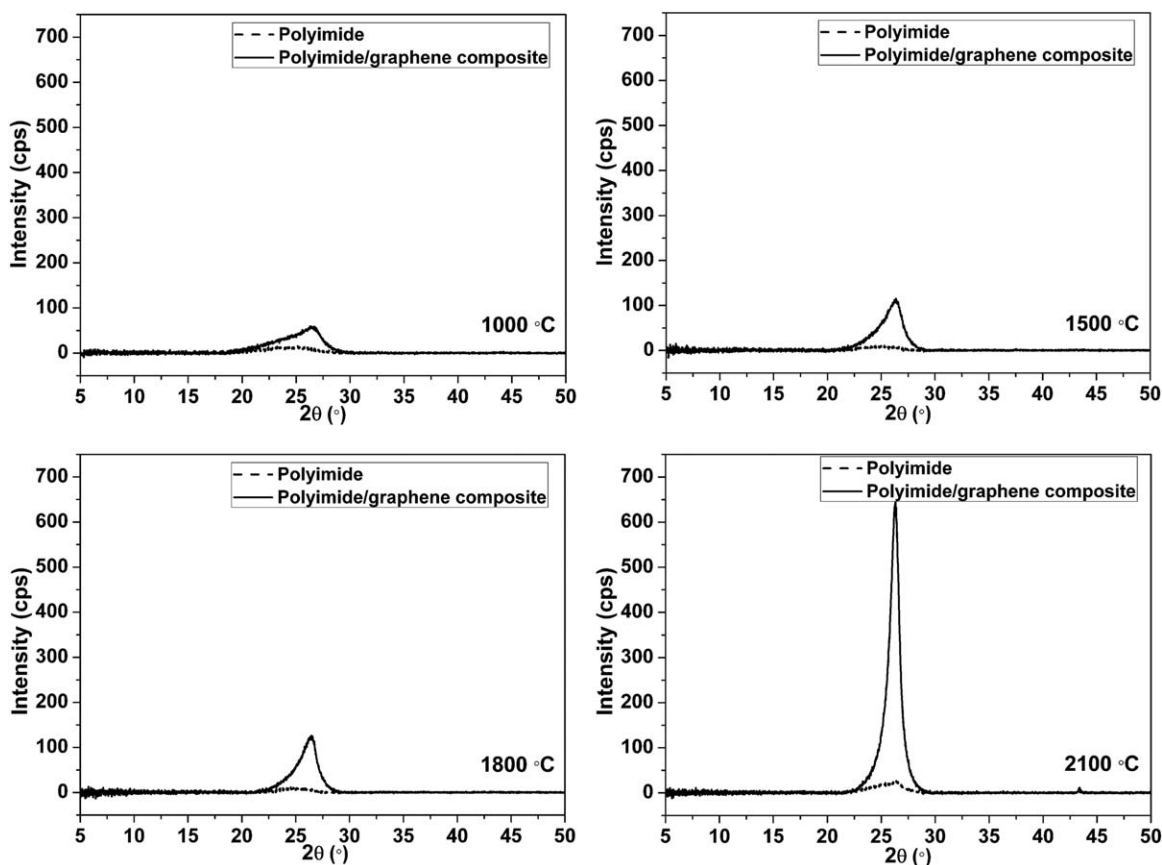 Polyimide
Polyimide/graphene composite
700
600
500
400
300
200
100
0
Intensity (cps)
1000 °C
5 10 15 20 25 30 35 40 45 50
2θ (°)
Polyimide
Polyimide/graphene composite
700
600
500
400
300
200
100
0
Intensity (cps)
1500 °C
5 10 15 20 25 30 35 40 45 50
2θ (°)
Polyimide
Polyimide/graphene composite
700
600
500
400
300
200
100
0
Intensity (cps)
1800 °C
5 10 15 20 25 30 35 40 45 50
2θ (°)
Polyimide
Polyimide/graphene composite
700
600
500
400
300
200
100
0
Intensity (cps)
2100 °C
5 10 15 20 25 30 35 40 45 50
2θ (°)